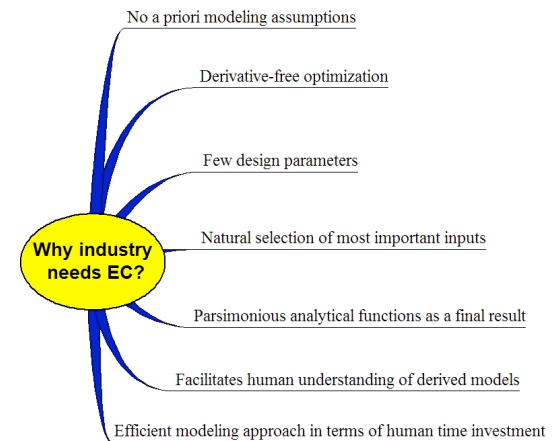 No a priori modeling assumptions
Derivative-free optimization
Few design parameters
Why industry
needs EC?
Natural selection of most important inputs
Parsimonious analytical functions as a final result
Facilitates human understanding of derived models
Efficient modeling approach in terms of human time investment